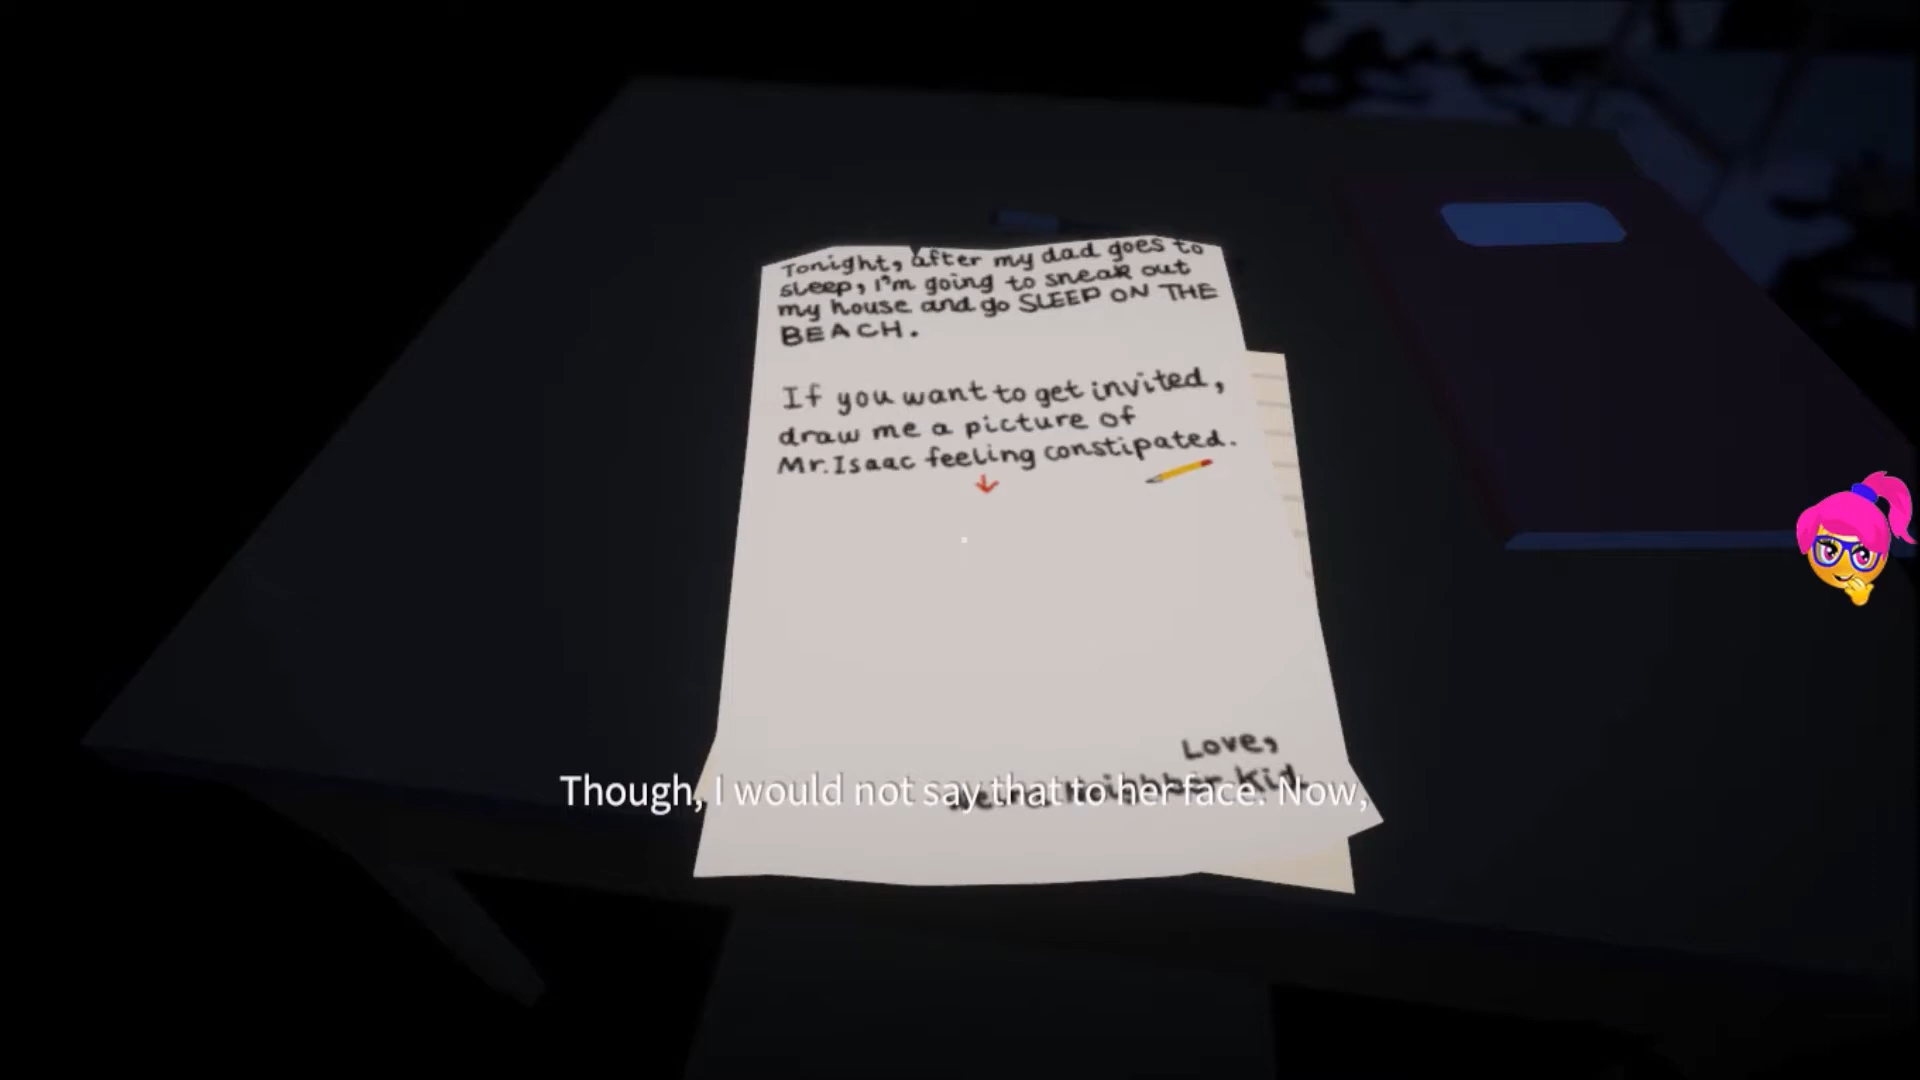 Tonight, after my dad goes to
sleep, I'm going to sneak out
my house and go SLEEP ON THE
BEACH.
If you want to get invited,
draw me a picture of
Mr. Isaac feeling constipated.
Love,
neighbor kid
Though, I would not say that to her face. Now,